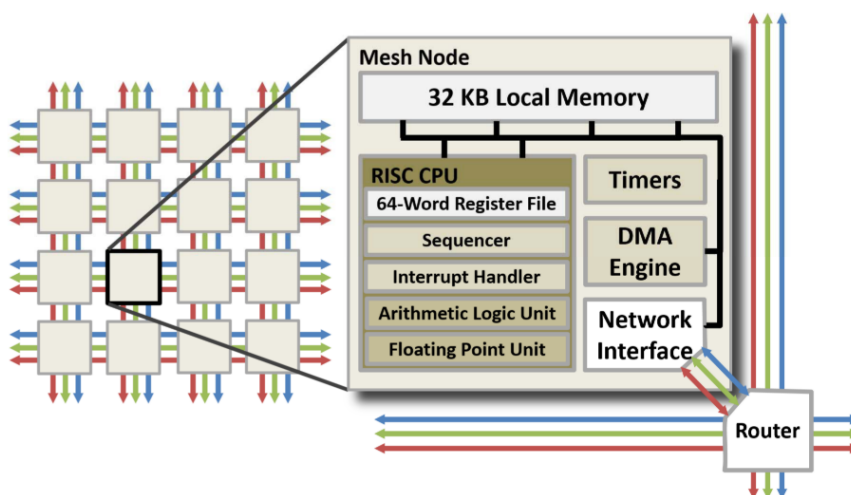 Mesh Node
32 KB Local Memory
RISC CPU
64-Word Register File
Sequencer
Interrupt Handler
Arithmetic Logic Unit
Floating Point Unit
Timers
DMA
Engine
Network
Interface
Router